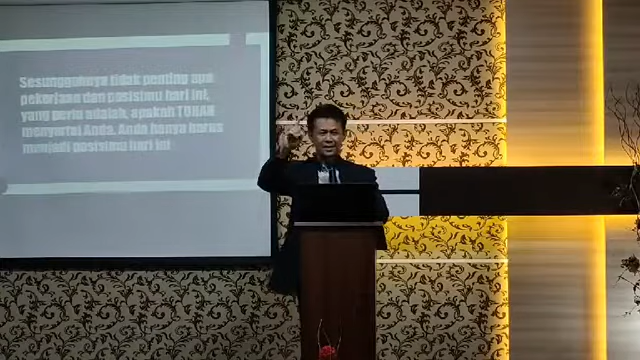 Sesungguhnya tidak penting apa
pekerjaan dan posisimu hari ini,
yang perlu adalah, apakah TUHAN
menyertai Anda. Anda hanya harus
menjadi posisimu hari ini